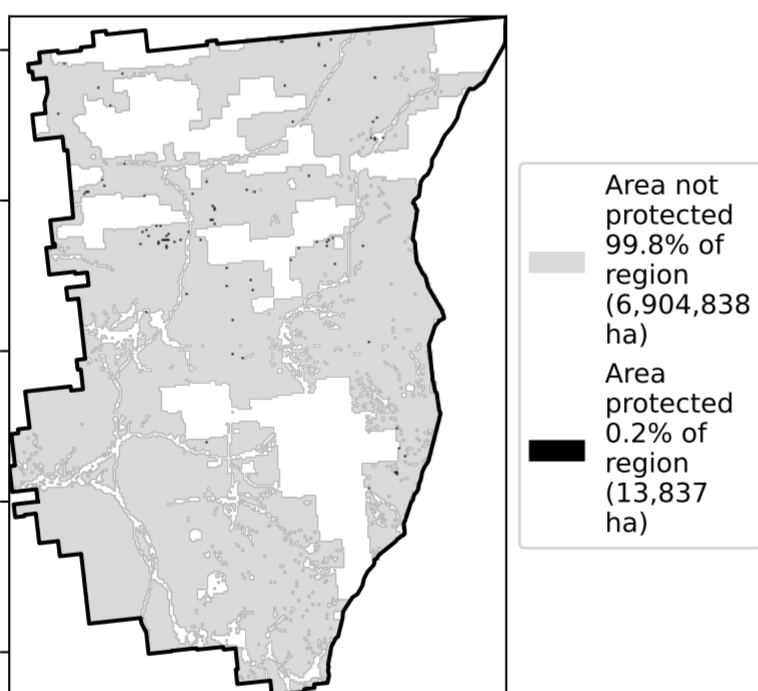 Area not
protected
99.8% of
region
(6,904,838
ha)
Area
protected
0.2% of
region
(13,837
ha)